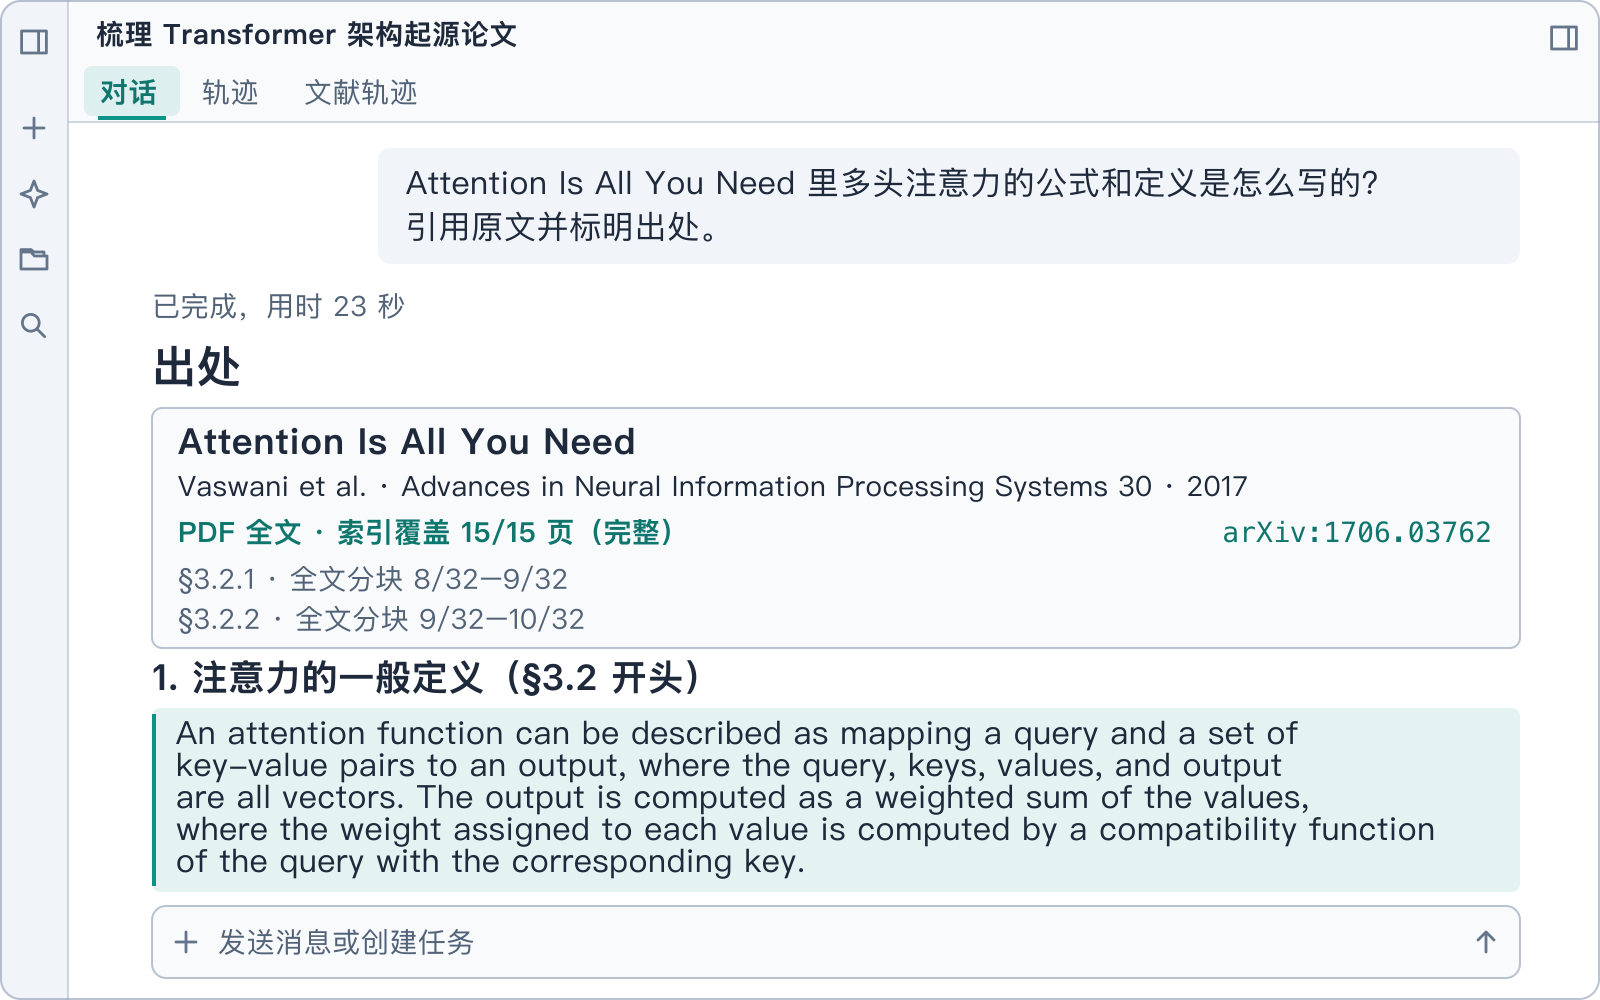 梳理 Transformer 架构起源论文
对话
轨迹
文献轨迹
Attention Is All You Need 里多头注意力的公式和定义是怎么写的?
引用原文并标明出处。
已完成，用时 23 秒
出处
Attention Is All You Need
Vaswani et al. · Advances in Neural Information Processing Systems 30 · 2017
PDF 全文 · 索引覆盖 15/15 页（完整）
arXiv:1706.03762
§3.2.1 · 全文分块 8/32–9/32
§3.2.2 · 全文分块 9/32–10/32
1. 注意力的一般定义（§3.2 开头）
An attention function can be described as mapping a query and a set of
key–value pairs to an output, where the query, keys, values, and output
are all vectors. The output is computed as a weighted sum of the values,
where the weight assigned to each value is computed by a compatibility function
of the query with the corresponding key.
发送消息或创建任务